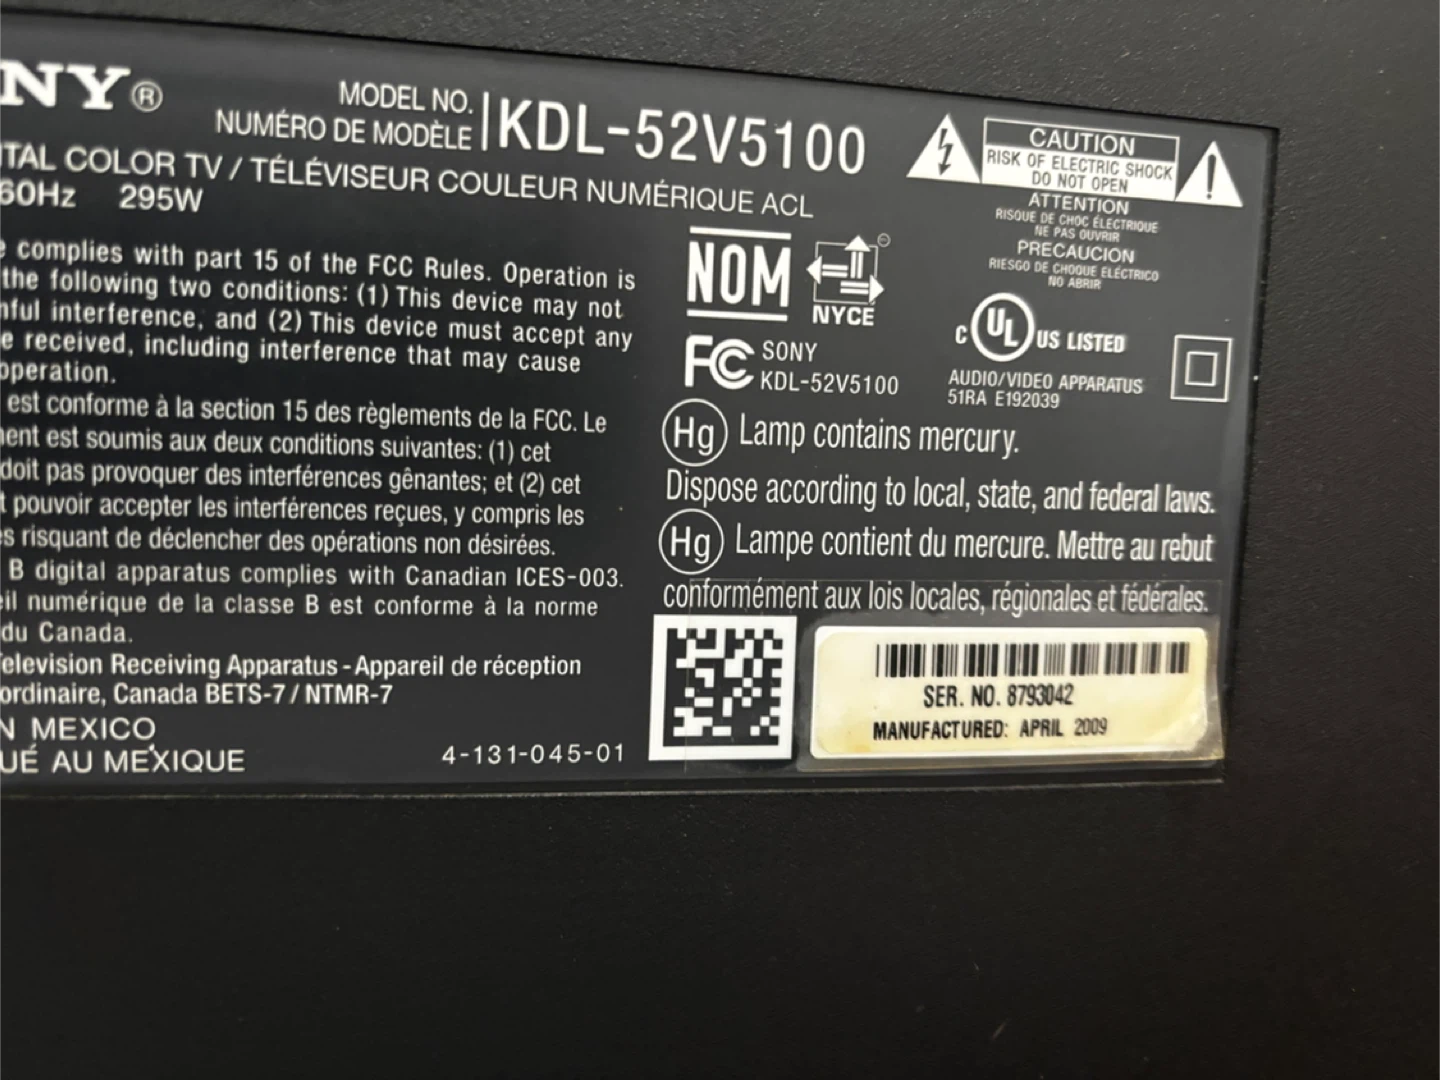 NY®
MODEL NO.
NUMÉRO DE MODÈLE
KDL-52V5100
TAL COLOR TV / TÉLÉVISEUR COULEUR NUMÉRIQUE ACL
60Hz 295W
complies with part 15 of the FCC Rules. Operation is
the following two conditions: (1) This device may not
ful interference, and (2) This device must accept any
e received, including interference that may cause
operation.
est conforme à la section 15 des règlements de la FCC. Le
ent est soumis aux deux conditions suivantes: (1) cet
doit pas provoquer des interférences gênantes; et (2) cet
t pouvoir accepter les interférences reçues, y compris les
s risquant de déclencher des opérations non désirées.
B digital apparatus complies with Canadian ICES-003.
il numérique de la classe B est conforme à la norme
du Canada.
elevision Receiving Apparatus - Appareil de réception
ordinaire, Canada BETS-7 / NTMR-7
N MEXICO
UÉ AU MEXIQUE
4-131-045-01
CAUTION
RISK OF ELECTRIC SHOCK
DO NOT OPEN
ATTENTION
RISQUE DE CHOC ÉLECTRIQUE
NE PAS OUVRIR
PRECAUCION
RIESGO DE CHOQUE ELÉCTRICO
NO ABRIR
NOM
NYCE
FC SONY
KDL-52V5100
C UL US LISTED
AUDIO/VIDEO APPARATUS
51RA E192039
Hg Lamp contains mercury.
Dispose according to local, state, and federal laws.
Hg Lampe contient du mercure. Mettre au rebut
conformément aux lois locales, régionales et fédérales.
SER. NO. 8793042
MANUFACTURED: APRIL 2009